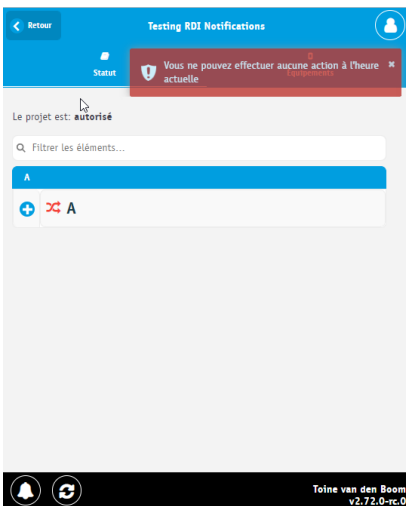 Retour
Testing RDI Notifications
Statut
Équipements
Vous ne pouvez effectuer aucune action à l'heure
actuelle
Le projet est: autorisé
Filtrer les éléments...
A
A
Toine van den Boom
v2.72.0-rc.0